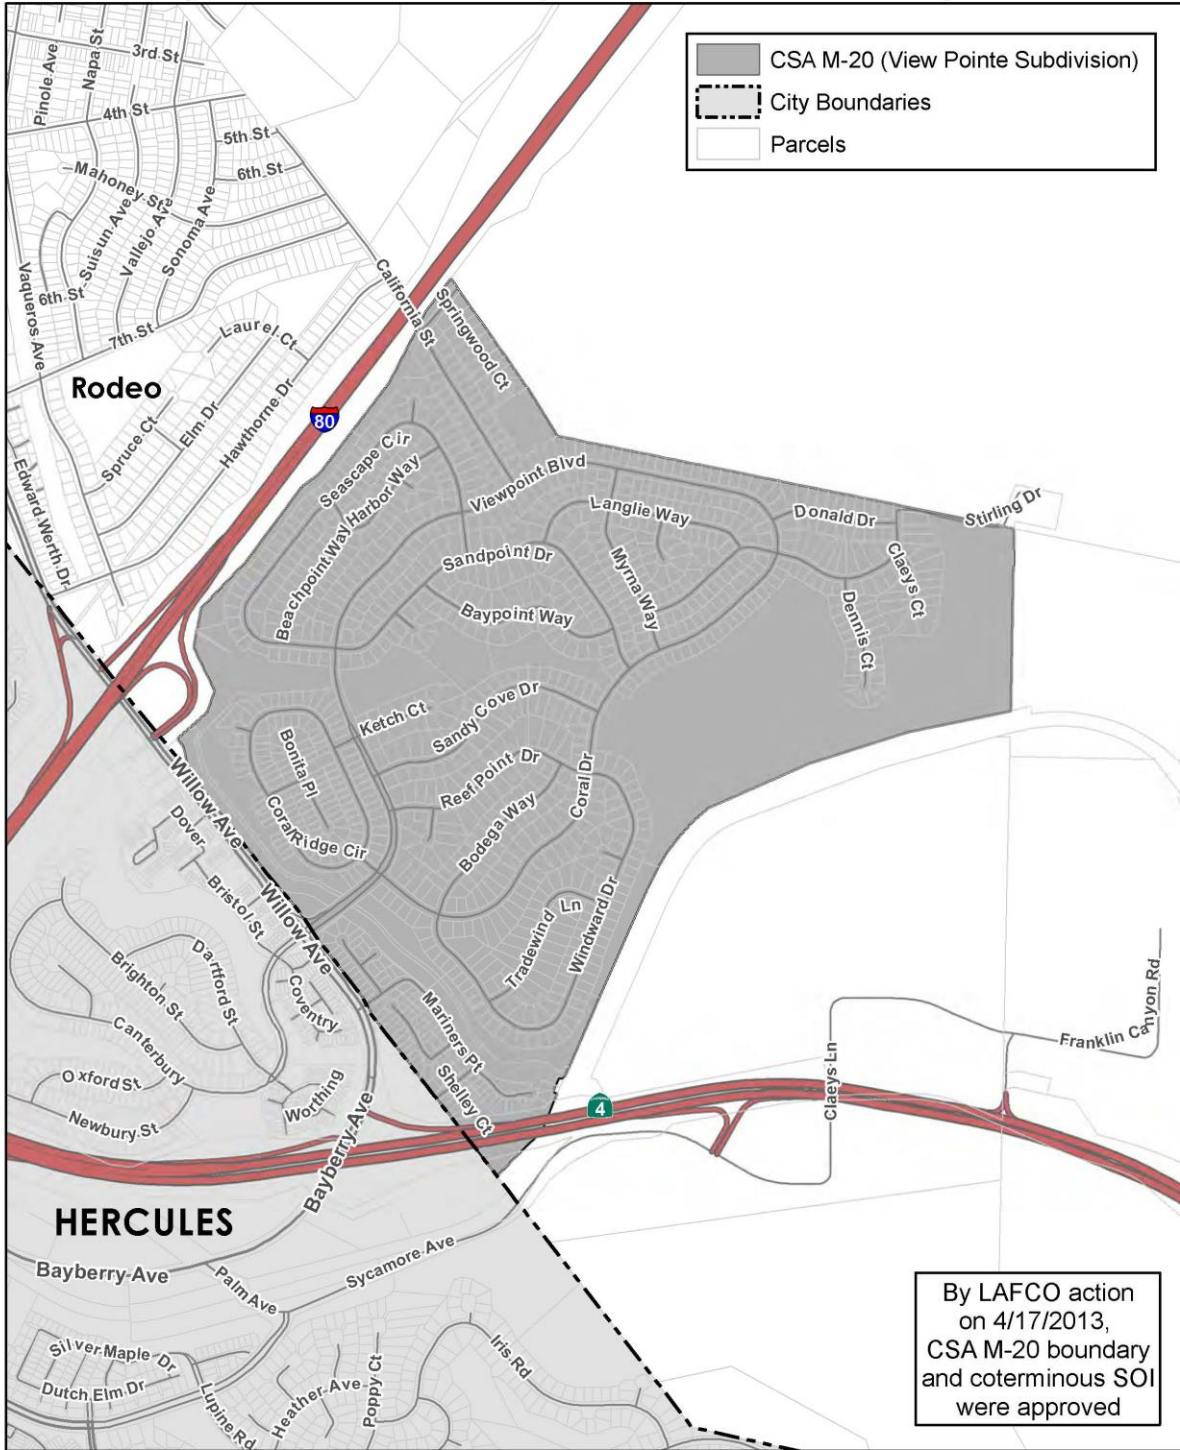 CSA M-20 (View Pointe Subdivision)
City Boundaries
Parcels
3rd St
Pinole Ave
Napa St
4th St
5th St
6th St
Mahoney St
Suisun Ave
Vallejo Ave
Sonoma Ave
6th St
7th St
Vaqueros Ave
California St
Springwood Ct
Laurel Ct
Rodeo
Spruce Ct
Elm Dr
Hawthorne Dr
80
Edward Werth Dr
Seascape Cir
Harbor Way
Beachpoint Way
Viewpoint Blvd
Langlie Way
Donald Dr
Stirling Dr
Sandpoint Dr
Myrna Way
Claeys Ct
Baypoint Way
Dennis Ct
Ketch Ct
Sandy Cove Dr
Bonita Pl
Reef Point Dr
Coral Dr
Coral Ridge Cir
Bodega Way
Willow Ave
Dover
Willow Ave
Bristol St
Tradewind Ln
Windward Dr
Dartford St
Brighton St
Coventry
Canterbury
Mariners Pt
Shelley Ct
Claeys Ln
Franklin Canyon Rd
Oxford St
Newbury St
Worthing
4
Bayberry Ave
HERCULES
Bayberry Ave
Palm Ave
Sycamore Ave
Silver Maple Dr
Dutch Elm Dr
Lupine Rd
Heather Ave
Poppy Ct
Iris Rd
By LAFCO action
on 4/17/2013,
CSA M-20 boundary
and coterminous SOI
were approved